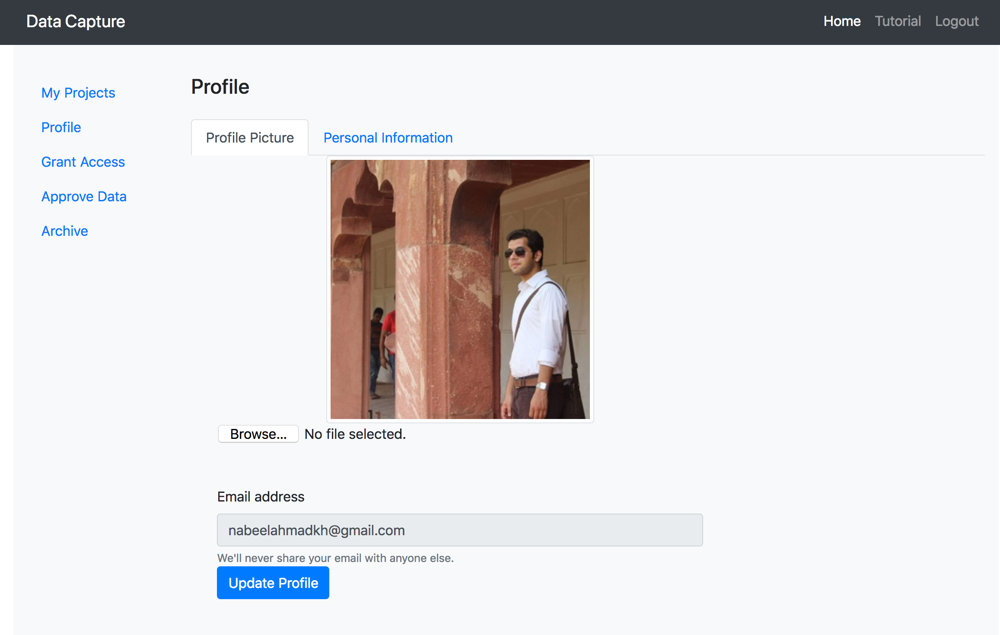 Data Capture
Home Tutorial Logout
My Projects
Profile
Grant Access
Approve Data
Archive
Profile
Profile Picture Personal Information
Browse... No file selected.
Email address
nabeelahmadkh@gmail.com
We'll never share your email with anyone else.
Update Profile